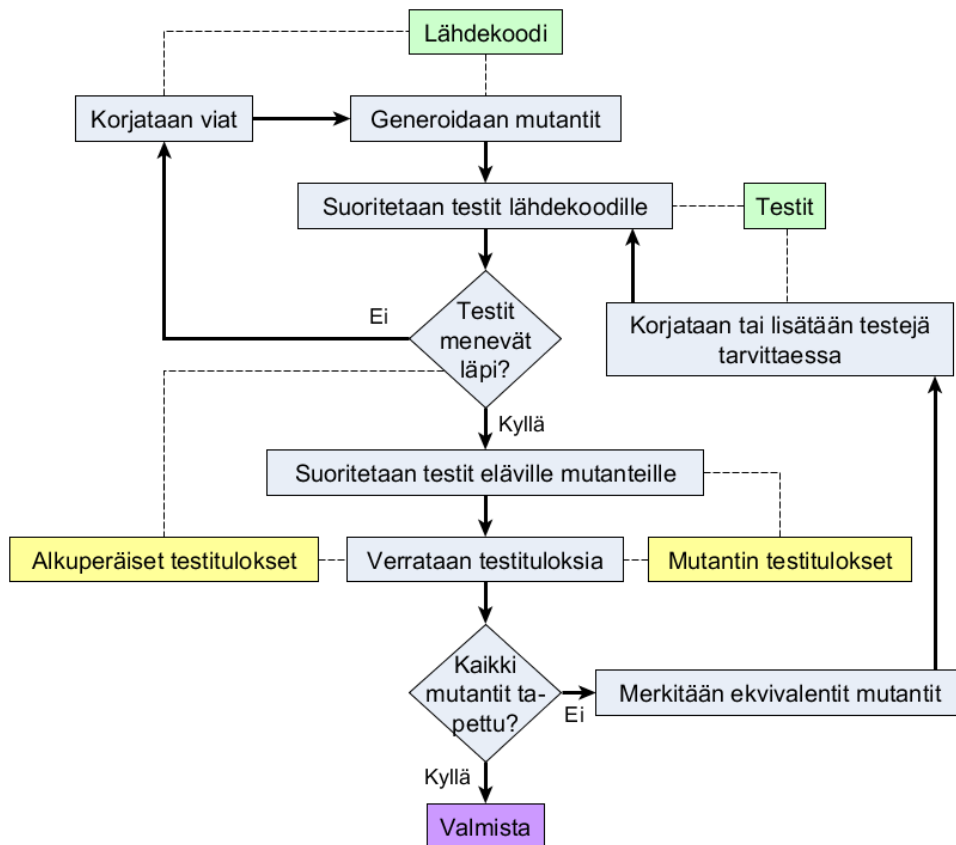 Lähdekoodi
Korjataan viat
Generoidaan mutantit
Suoritetaan testit lähdekoodille
Testit
Testit
menevät
läpi?
Ei
Korjataan tai lisätään testejä
tarvittaessa
Kyllä
Suoritetaan testit eläville mutanteille
Alkuperäiset testitulokset
Verrataan testituloksia
Mutantin testitulokset
Kaikki
mutantit ta-
pettu?
Ei
Merkitään ekvivalentit mutantit
Kyllä
Valmista